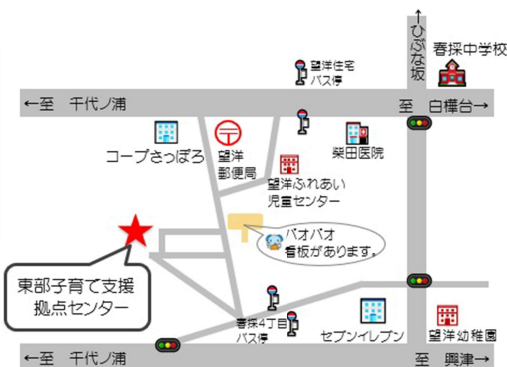 ↑ひぶな坂
春採中学校
望洋住宅
バス停
←至 千代ノ浦
至 白樺台→
コープさっぽろ
望洋
郵便局
柴田医院
望洋ふれあい
児童センター
パオパオ
看板があります。
東部子育て支援
拠点センター
春採4丁目
バス停
セブンイレブン
望洋幼稚園
←至 千代ノ浦
至 興津→